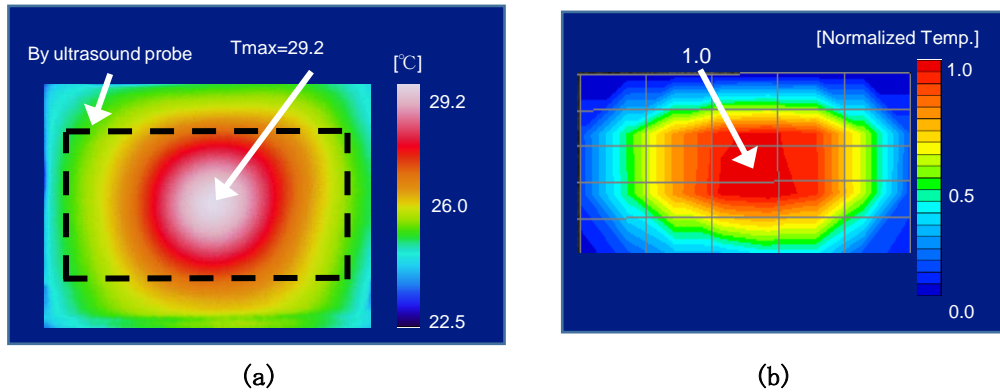 By ultrasound probe
Tmax=29.2
[℃]
29.2
26.0
22.5
(a)
[Normalized Temp.]
1.0
1.0
0.5
0.0
(b)